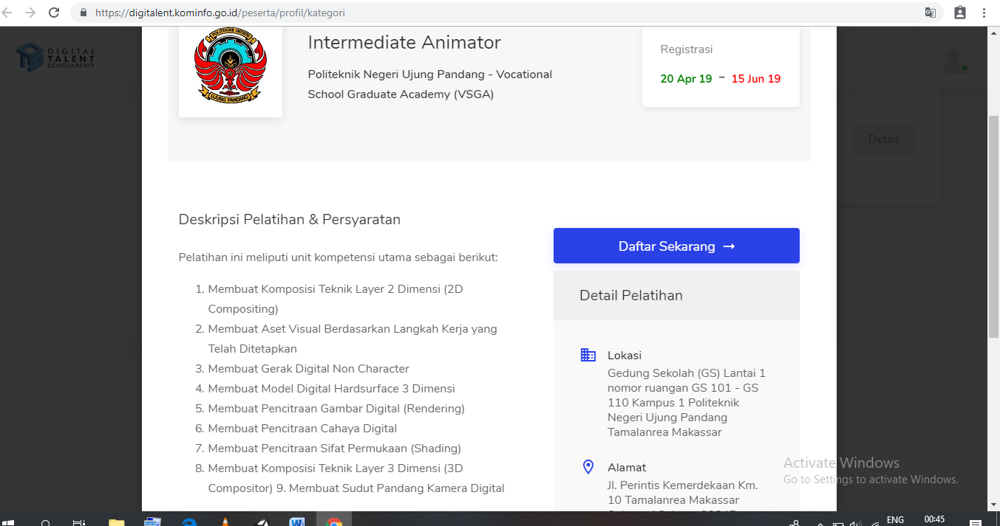 https://digitalent.kominfo.go.id/peserta/profil/kategori
DIGITAL
TALENT
SCHOLARSHIP
POLITEKNIK NEGERI
UJUNG PANDANG
Intermediate Animator
Politeknik Negeri Ujung Pandang - Vocational
School Graduate Academy (VSGA)
Registrasi
20 Apr 19 – 15 Jun 19
Detail
Deskripsi Pelatihan & Persyaratan
Pelatihan ini meliputi unit kompetensi utama sebagai berikut:
1. Membuat Komposisi Teknik Layer 2 Dimensi (2D
Compositing)
2. Membuat Aset Visual Berdasarkan Langkah Kerja yang
Telah Ditetapkan
3. Membuat Gerak Digital Non Character
4. Membuat Model Digital Hardsurface 3 Dimensi
5. Membuat Pencitraan Gambar Digital (Rendering)
6. Membuat Pencitraan Cahaya Digital
7. Membuat Pencitraan Sifat Permukaan (Shading)
8. Membuat Komposisi Teknik Layer 3 Dimensi (3D
Compositor) 9. Membuat Sudut Pandang Kamera Digital
Daftar Sekarang →
Detail Pelatihan
Lokasi
Gedung Sekolah (GS) Lantai 1
nomor ruangan GS 101 - GS
110 Kampus 1 Politeknik
Negeri Ujung Pandang
Tamalanrea Makassar
Alamat
Jl. Perintis Kemerdekaan Km.
10 Tamalanrea Makassar
Activate Windows
Go to Settings to activate Windows.
ENG
00:45